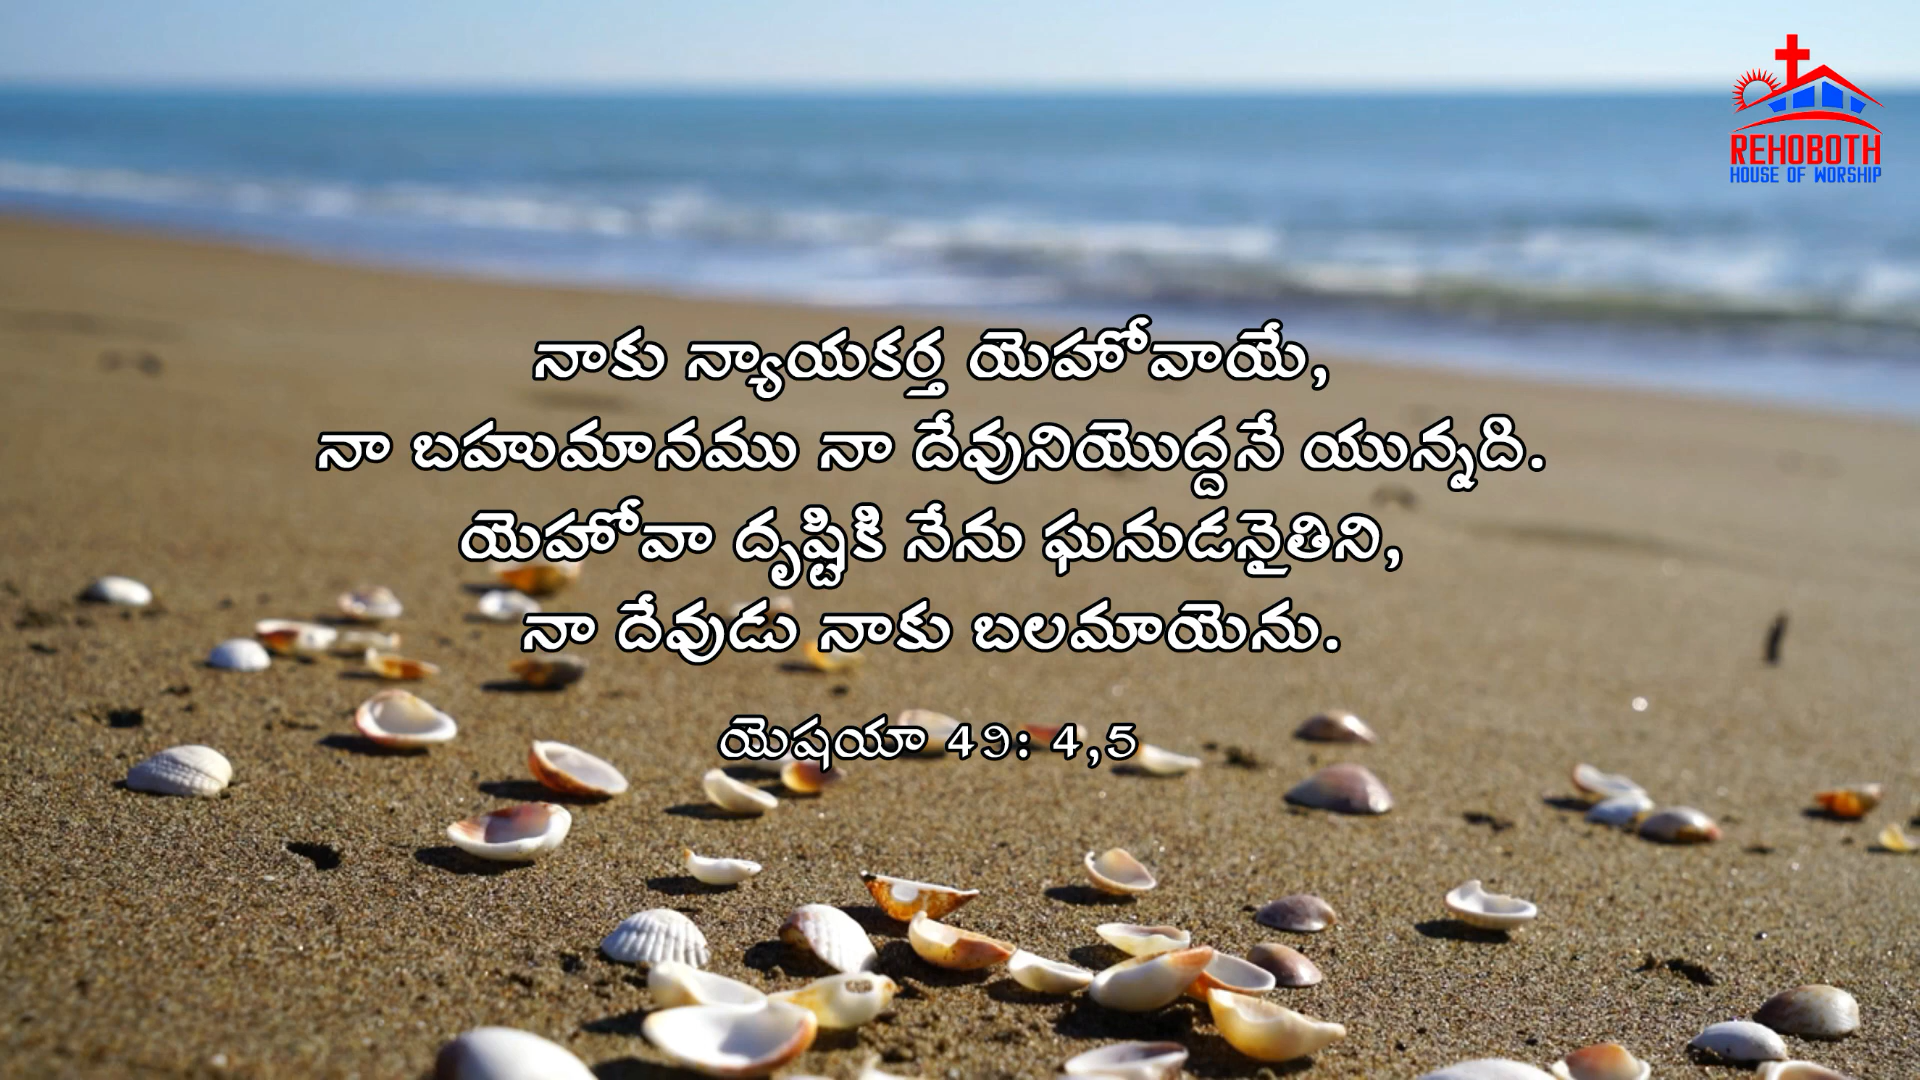 REHOBOTH
HOUSE OF WORSHIP
నాకు న్యాయకర్త యెహోవాయే,
నా బహుమానము నా దేవునియొద్దనే యున్నది.
యెహోవా దృష్టికి నేను ఘనుడనైతిని,
నా దేవుడు నాకు బలమాయెను.
యెషయా 49: 4,5